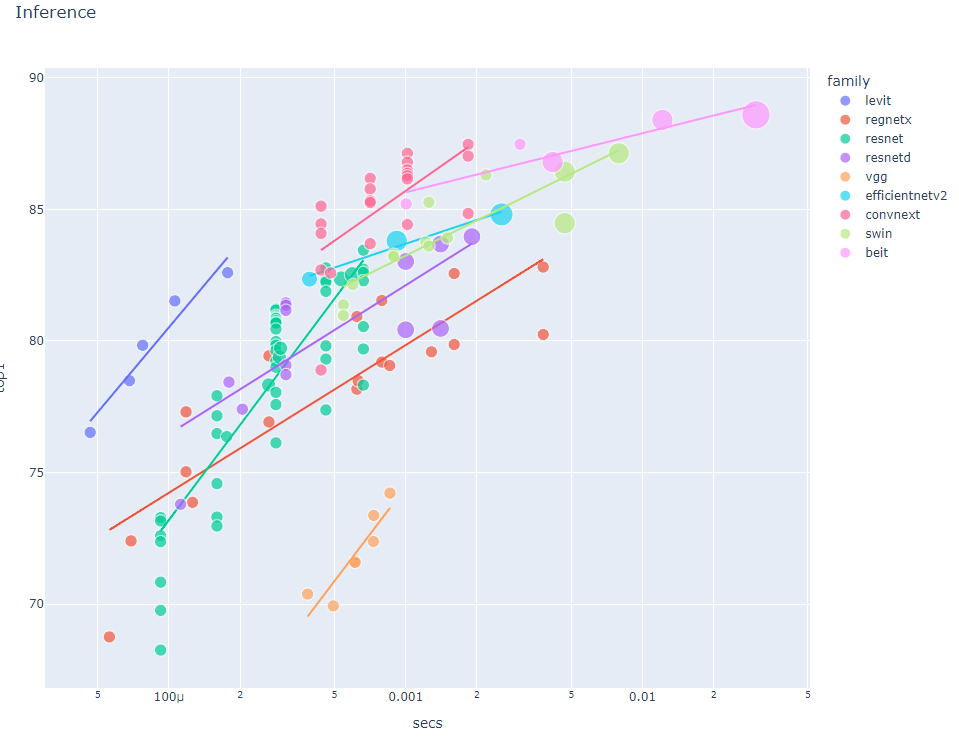 Inference
90
85
80
75
70
top1
5
100μ
2
5
0.001
2
5
0.01
2
5
secs
family
levit
regnetx
resnet
resnetd
vgg
efficientnetv2
convnext
swin
beit